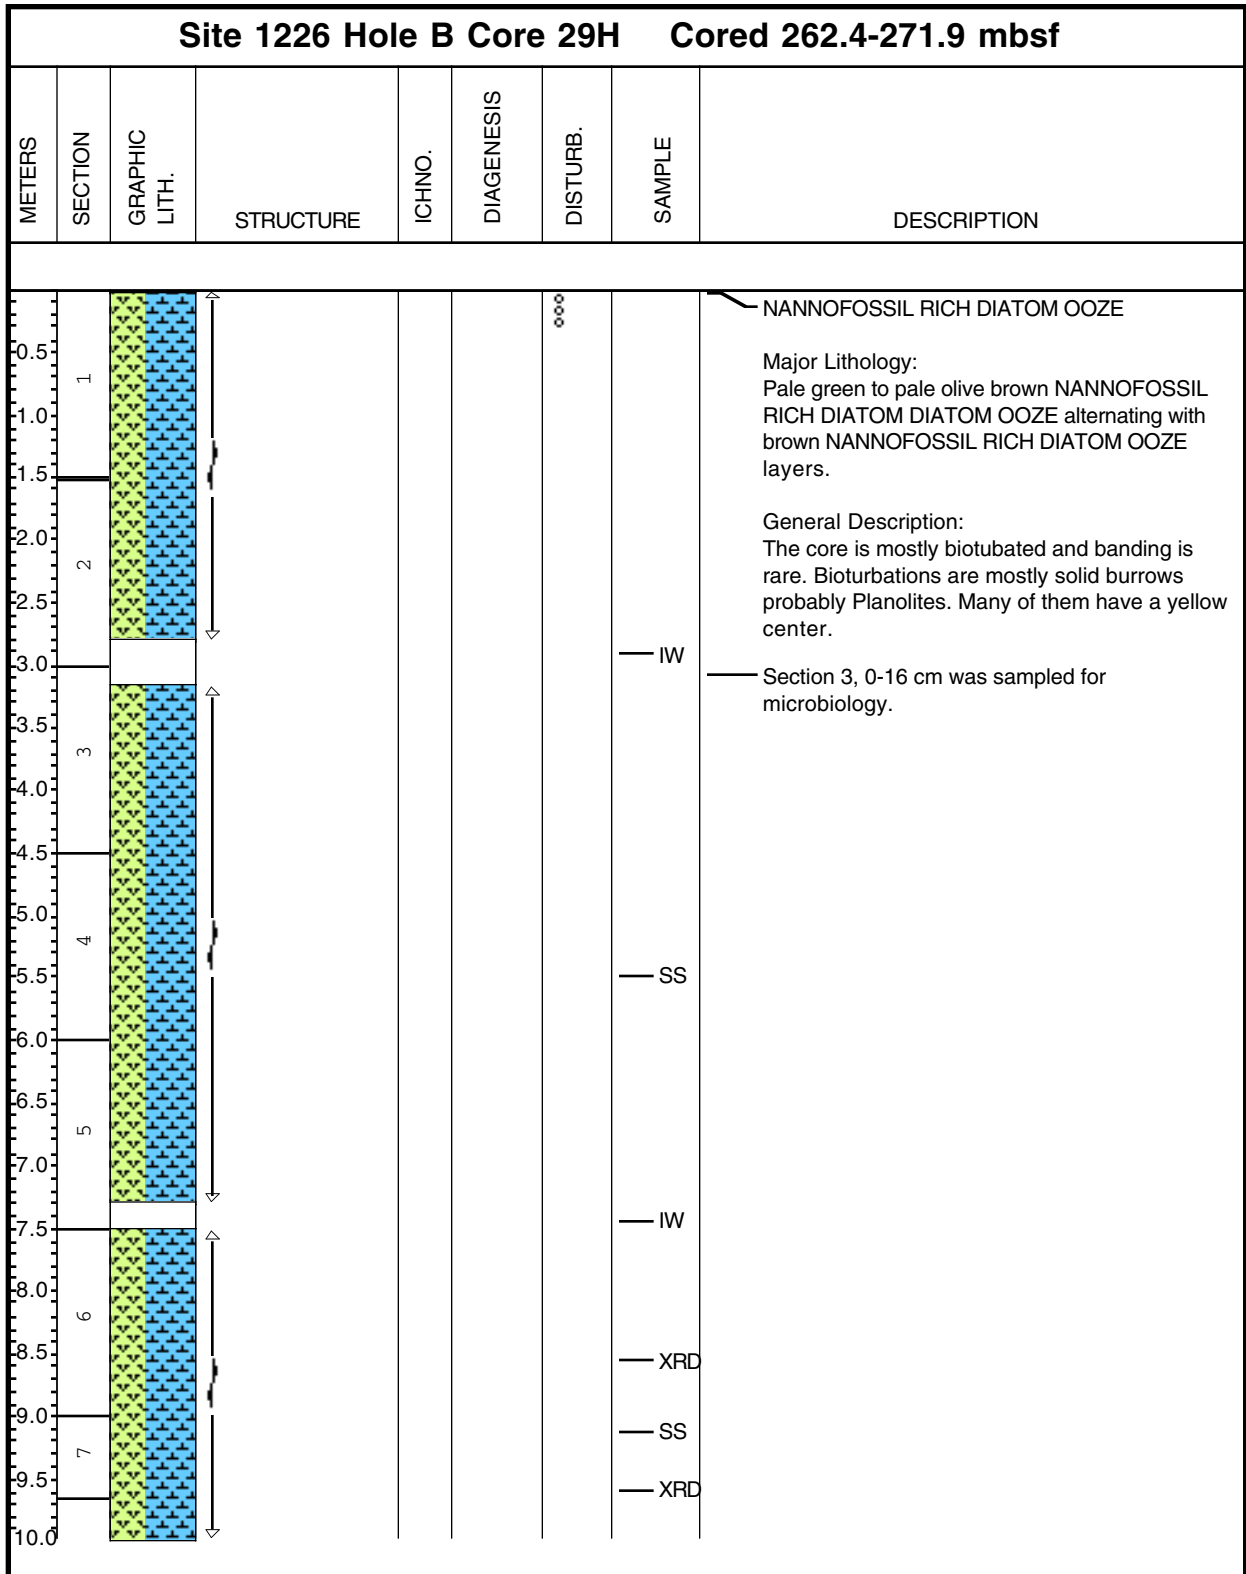 Site 1226 Hole B Core 29H Cored 262.4-271.9 mbsf
METERS
SECTION
GRAPHIC
LITH.
STRUCTURE
ICHNO.
DIAGENESIS
DISTURB.
SAMPLE
DESCRIPTION
0.5
1.0
1.5
2.0
2.5
3.0
3.5
4.0
4.5
5.0
5.5
6.0
6.5
7.0
7.5
8.0
8.5
9.0
9.5
10.0
1
2
3
4
5
6
7
IW
SS
IW
XRD
SS
XRD
NANNOFOSSIL RICH DIATOM OOZE
Major Lithology:
Pale green to pale olive brown NANNOFOSSIL
RICH DIATOM DIATOM OOZE alternating with
brown NANNOFOSSIL RICH DIATOM OOZE
layers.
General Description:
The core is mostly biotubated and banding is
rare. Bioturbations are mostly solid burrows
probably Planolites. Many of them have a yellow
center.
Section 3, 0-16 cm was sampled for
microbiology.